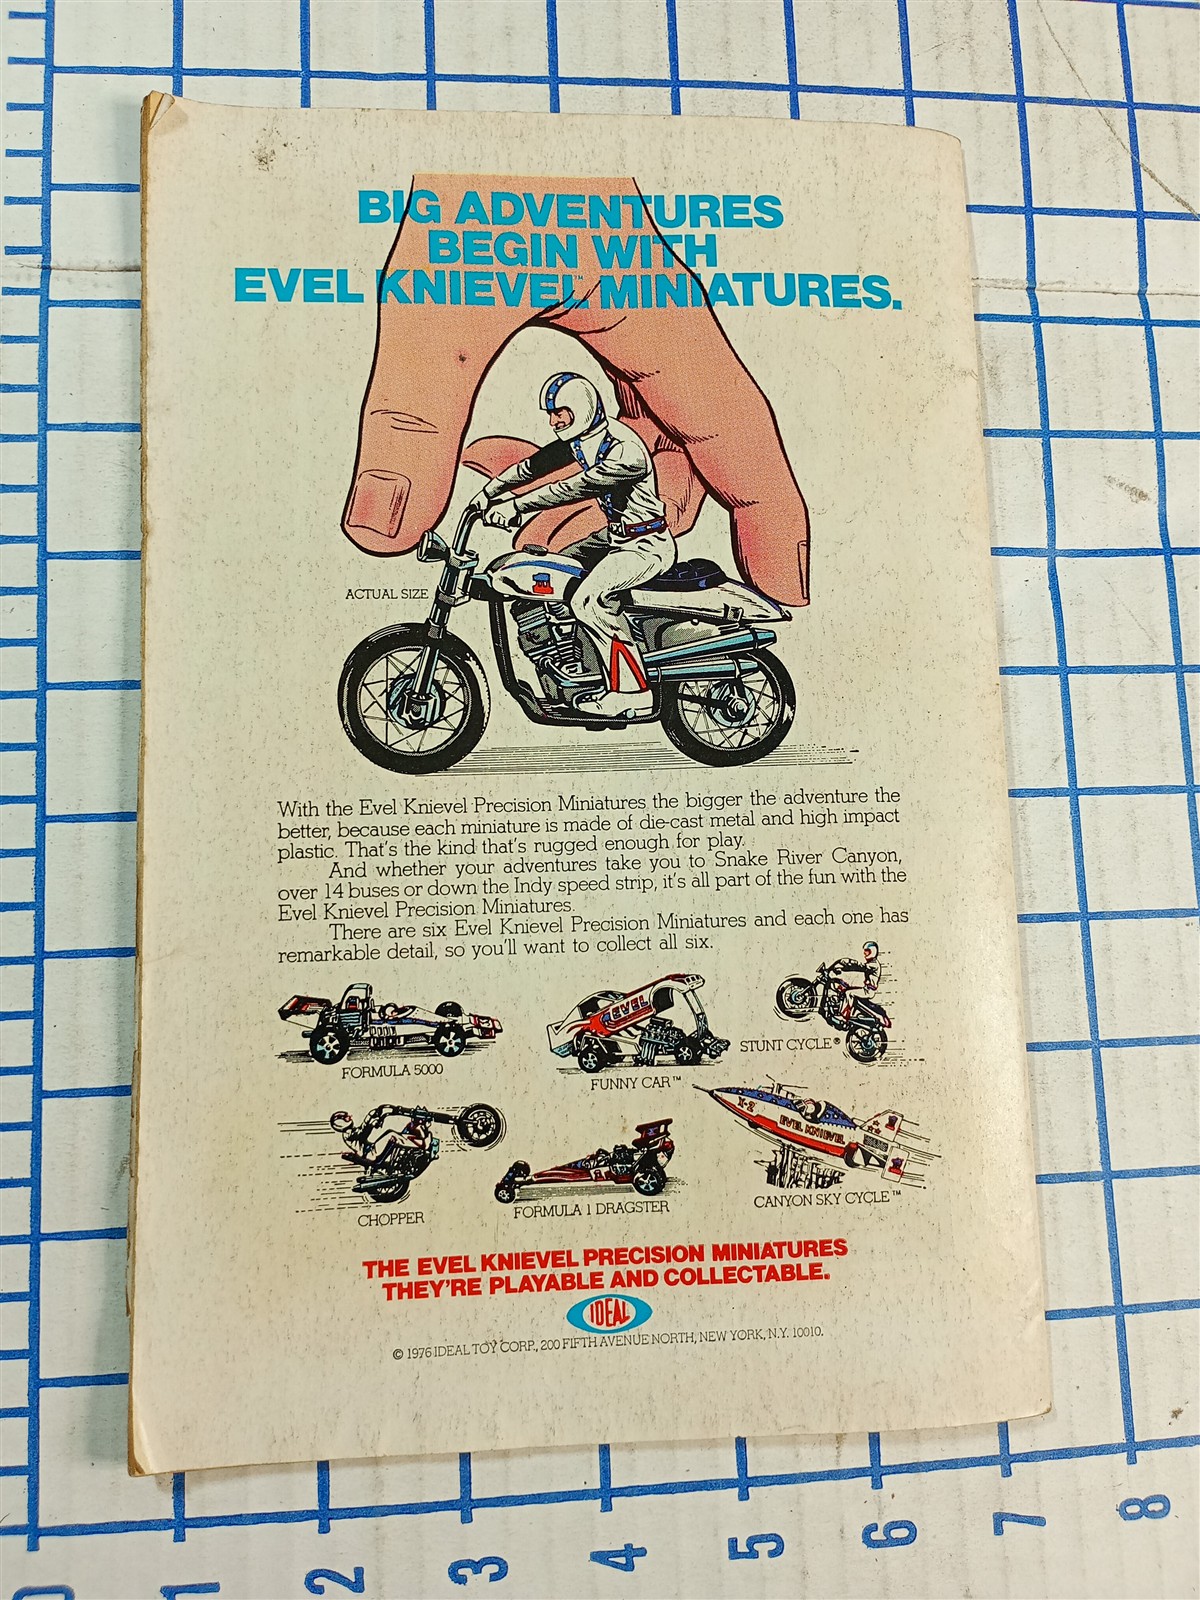 BIG ADVENTURES
BEGIN WITH
EVEL KNIEVEL™ MINIATURES.
ACTUAL SIZE
With the Evel Knievel Precision Miniatures, the bigger the adventure the
better, because each miniature is made of die-cast metal and high impact
plastic. That's the kind that's rugged enough for play.
And whether your adventures take you to Snake River Canyon,
over 14 buses or down the Indy speed strip, it's all part of the fun with the
Evel Knievel Precision Miniatures.
There are six Evel Knievel Precision Miniatures and each one has
remarkable detail, so you'll want to collect all six.
EVEL
FORMULA 5000
FUNNY CAR™
STUNT CYCLE®
X-2
EVEL KNIEVEL
CHOPPER
FORMULA 1 DRAGSTER
CANYON SKY CYCLE™
THE EVEL KNIEVEL PRECISION MINIATURES
THEY'RE PLAYABLE AND COLLECTABLE.
IDEAL
© 1976 IDEAL TOY CORP., 200 FIFTH AVENUE NORTH, NEW YORK, N.Y. 10010.
0 1 2 3 4 5 6 7 8